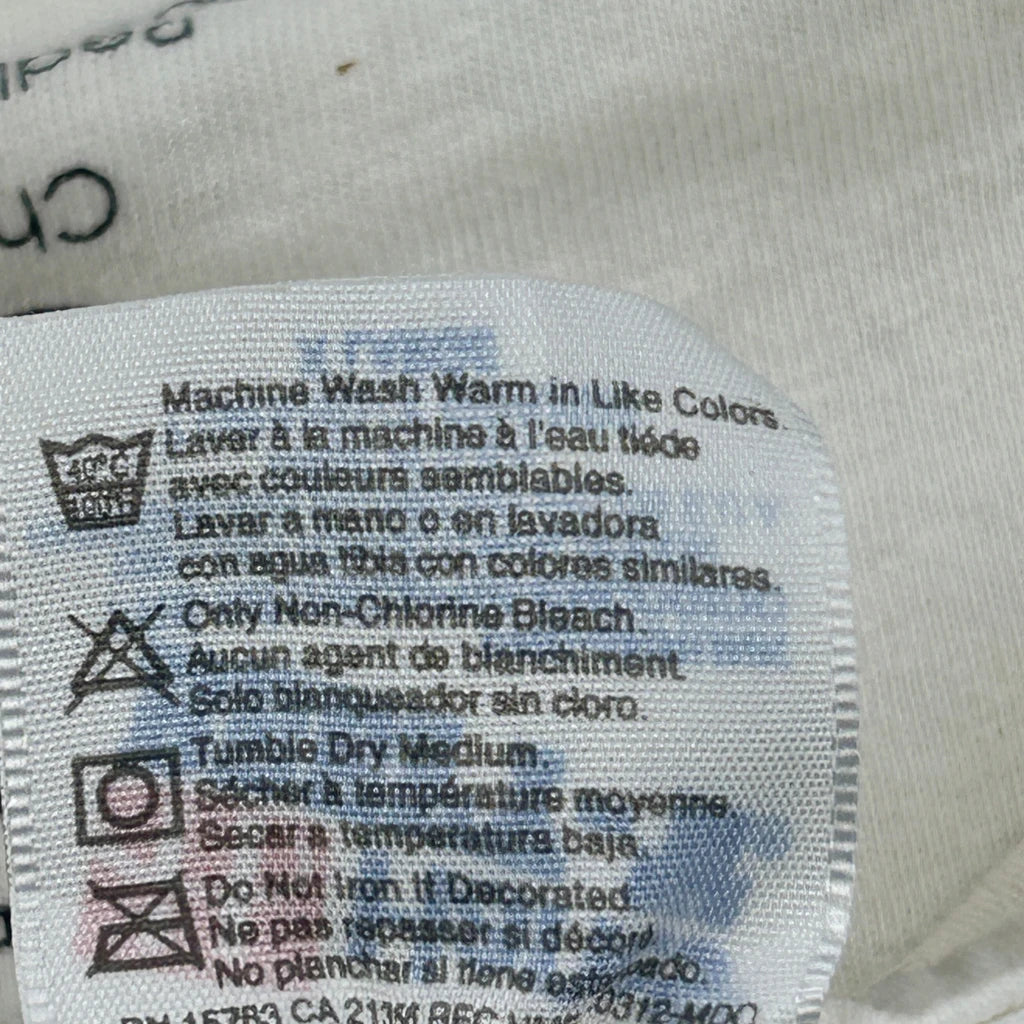 Machine Wash Warm in Like Colors.
Laver à la machine à l'eau tiéde
avec couleurs semblables.
Lavar a mano o en lavadora
con agua tibia con colores similares.
Only Non-Chlorine Bleach.
Aucun agent de blanchiment
Solo blanqueador sin cloro.
Tumble Dry Medium.
Sécher à température moyenne.
Secar a temperatura baja.
Do Not Iron If Decorated.
Ne pas repasser si décoré
No planchar si tiene
Ch
40°C